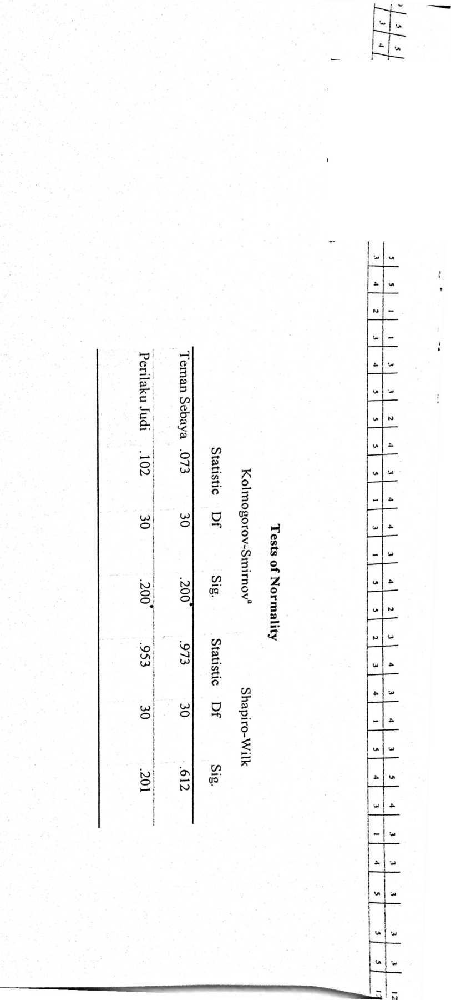 5 5
3 4
5 5 1 1 3 3 2 4 3 4 4 3 4 2 3 4 3 4 3 5 4 3 3 3 3 3 12
3 4 2 3 4 5 5 5 5 1 3 1 5 5 2 3 4 1 5 4 3 1 4 5 5 5
Tests of Normality
Kolmogorov-Smirnovª Shapiro-Wilk
Statistic Df Sig. Statistic Df Sig.
Teman Sebaya .073 30 .200* .973 30 .612
Perilaku Judi .102 30 .200* .953 30 .201